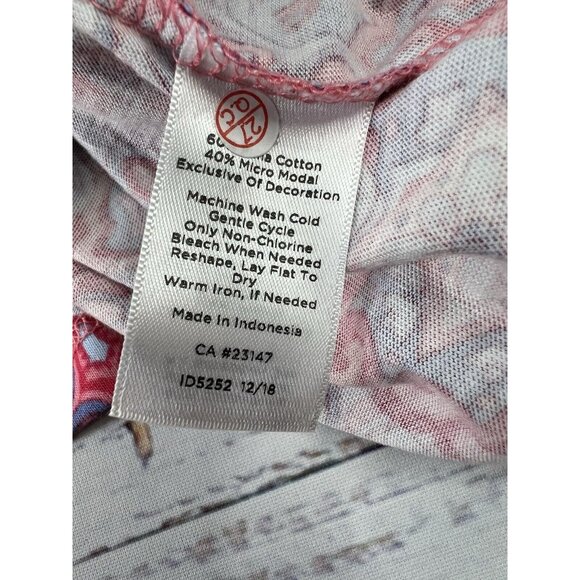 27
Q.C
Cotton
40% Micro Modal
Exclusive Of Decoration
Machine Wash Cold
Gentle Cycle
Only Non-Chlorine
Bleach When Needed
Reshape, Lay Flat To
Dry
Warm Iron, If Needed
Made In Indonesia
CA #23147
ID5252 12/18